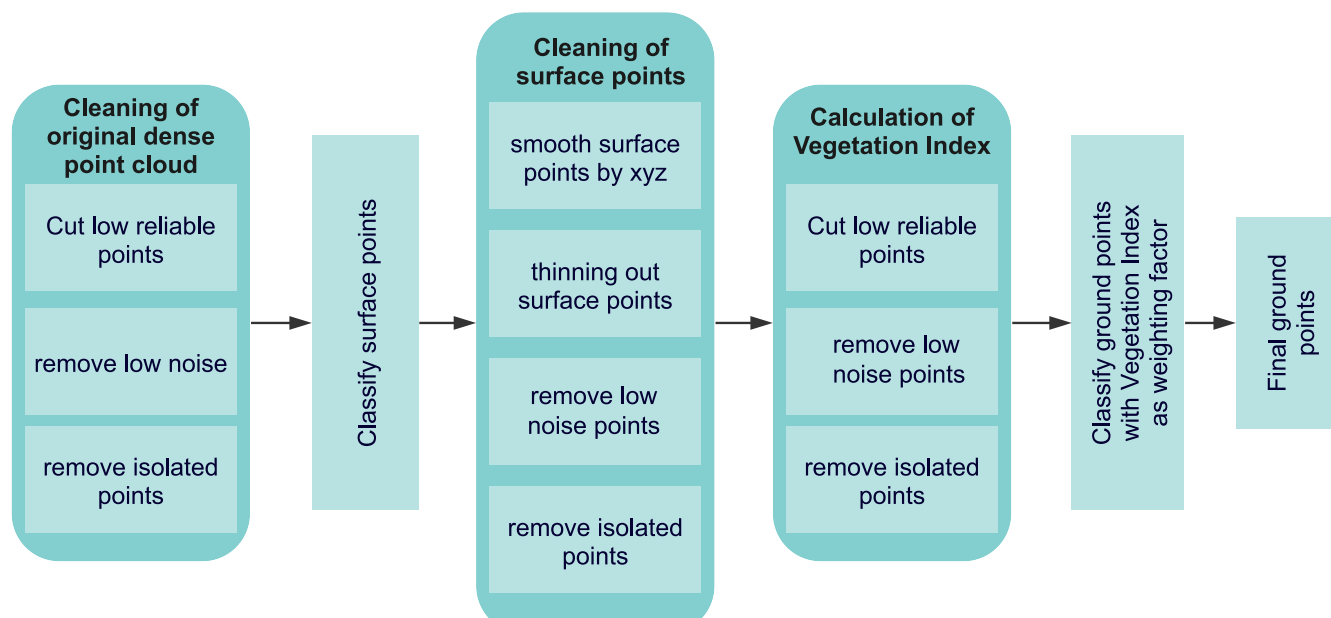 Cleaning of
original dense
point cloud
Cut low reliable
points
remove low noise
remove isolated
points
Classify surface points
Cleaning of
surface points
smooth surface
points by xyz
thinning out
surface points
remove low
noise points
remove isolated
points
Calculation of
Vegetation Index
Cut low reliable
points
remove low
noise points
remove isolated
points
Classify ground points
with Vegetation Index
as weighting factor
Final ground
points